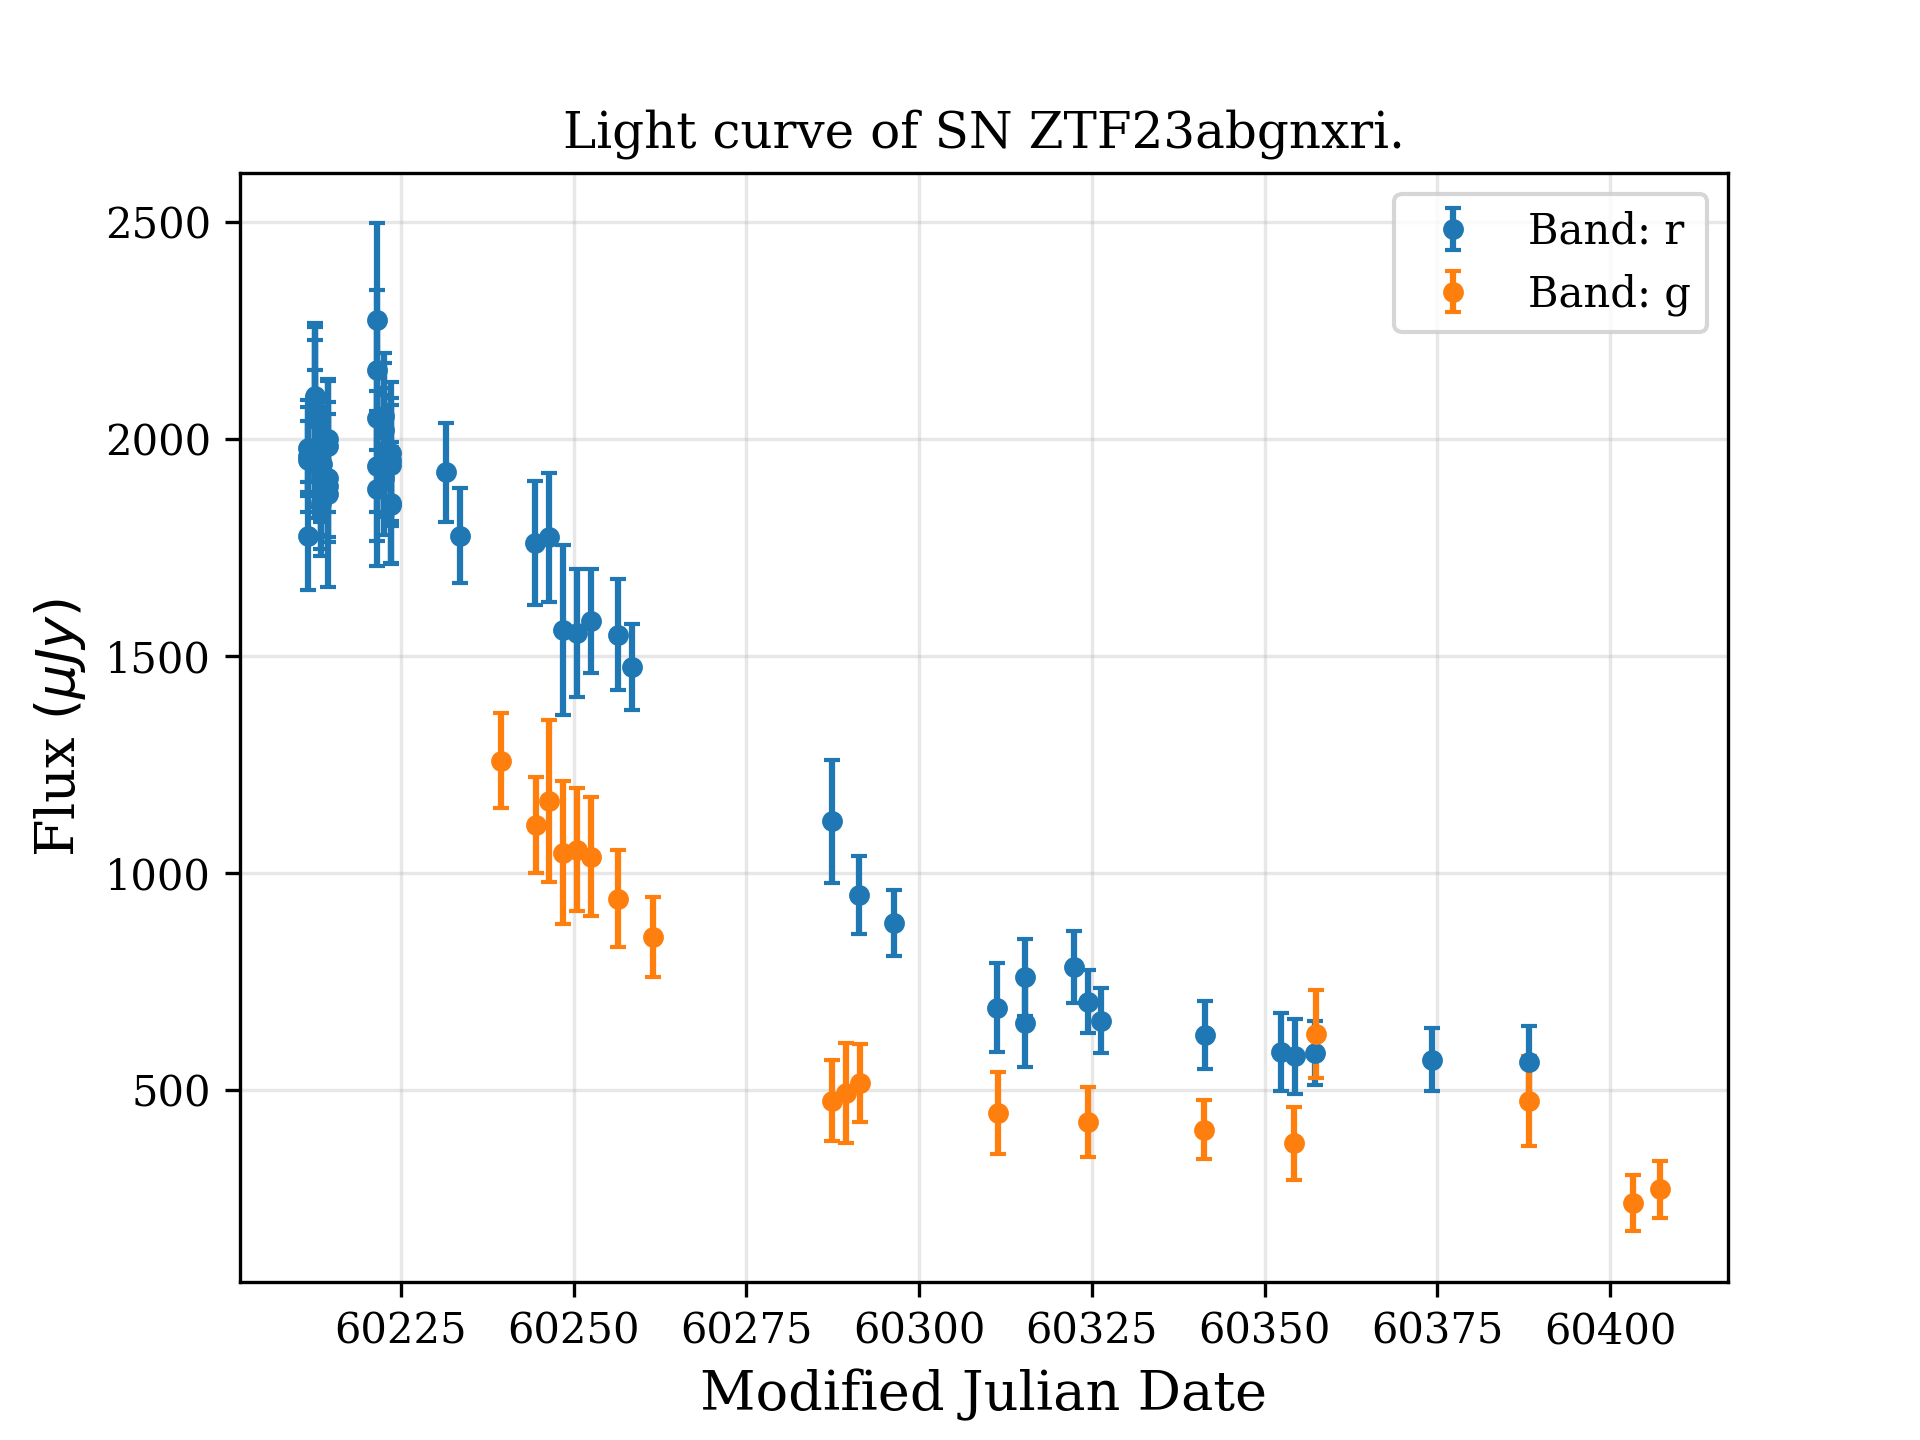 Light curve of SN ZTF23abgnxri.
Band: r
Band: g
2500
2000
1500
1000
500
Flux (μJy)
60225 60250 60275 60300 60325 60350 60375 60400
Modified Julian Date